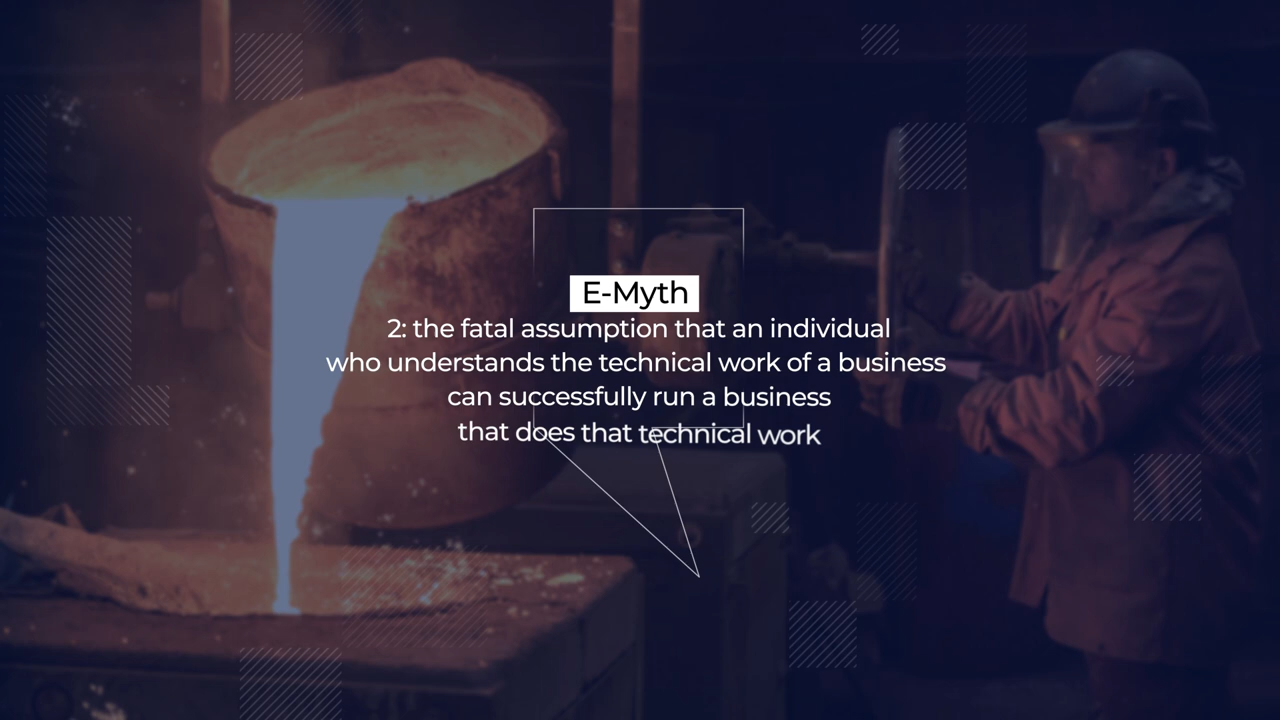 E-Myth
2: the fatal assumption that an individual
who understands the technical work of a business
can successfully run a business
that does that technical work